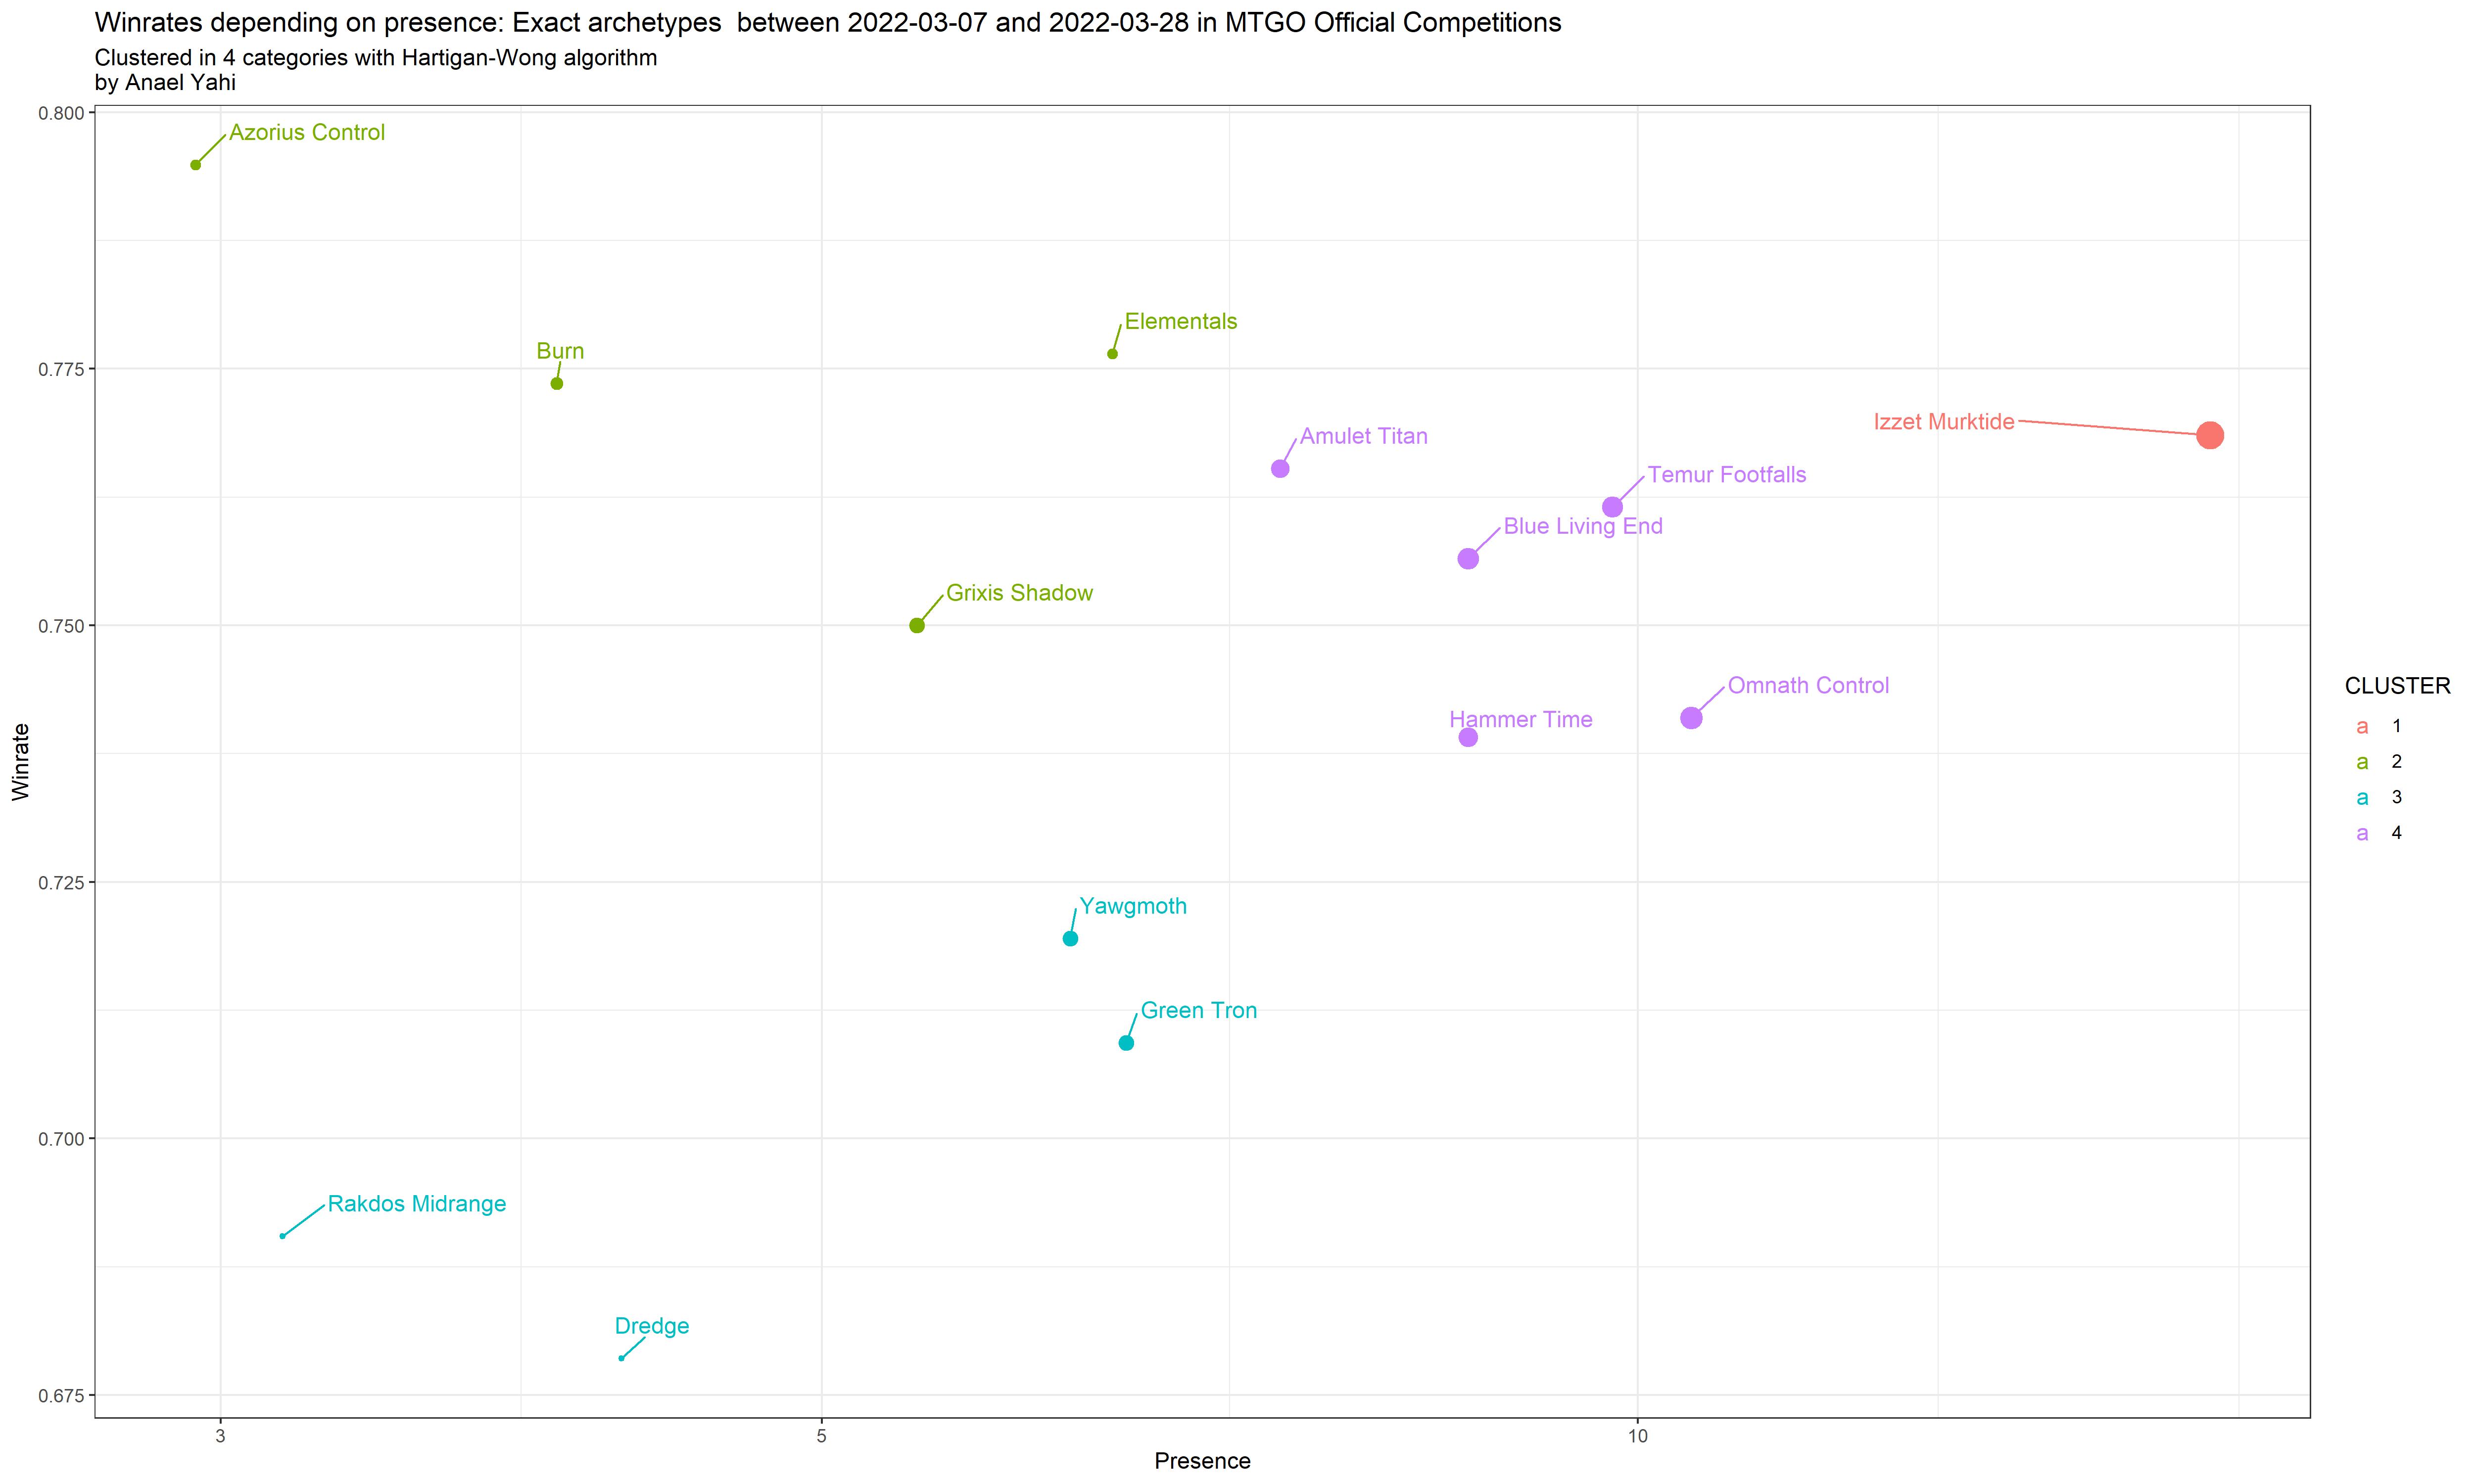 Winrates depending on presence: Exact archetypes  between 2022-03-07 and 2022-03-28 in MTGO Official Competitions
Clustered in 4 categories with Hartigan-Wong algorithm
by Anael Yahi
Winrate
0.800
0.775
0.750
0.725
0.700
0.675
Azorius Control
Elementals
Burn
Izzet Murktide
Amulet Titan
Temur Footfalls
Blue Living End
Grixis Shadow
Omnath Control
Hammer Time
Yawgmoth
Green Tron
Rakdos Midrange
Dredge
3
5
10
Presence
CLUSTER
a 1
a 2
a 3
a 4